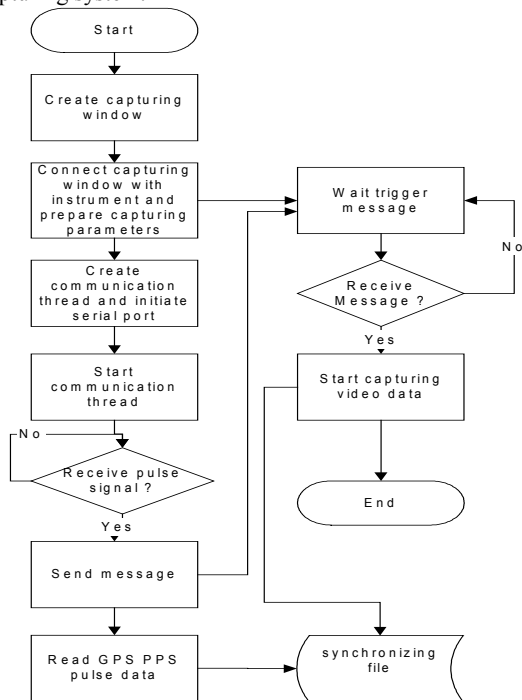 Start
Create capturing
window
Connect capturing
window with
instrument and
prepare capturing
parameters
Create
communication
thread and initiate
serial port
Start
communication
thread
No
Receive pulse
signal ?
Yes
Send message
Read GPS PPS
pulse data
Wait trigger
message
No
Receive
Message ?
Yes
Start capturing
video data
End
synchronizing
file